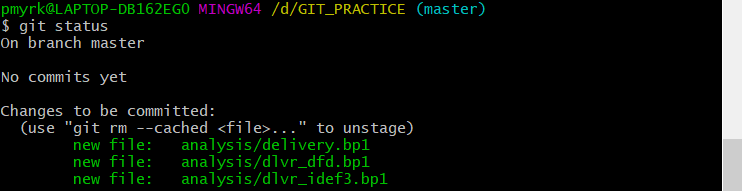 pmyrk@LAPTOP-DB162EGO MINGW64 /d/GIT_PRACTICE (master)
$ git status
On branch master
No commits yet
Changes to be committed:
(use "git rm --cached <file>..." to unstage)
new file:   analysis/delivery.bp1
new file:   analysis/dlvr_dfd.bp1
new file:   analysis/dlvr_idef3.bp1